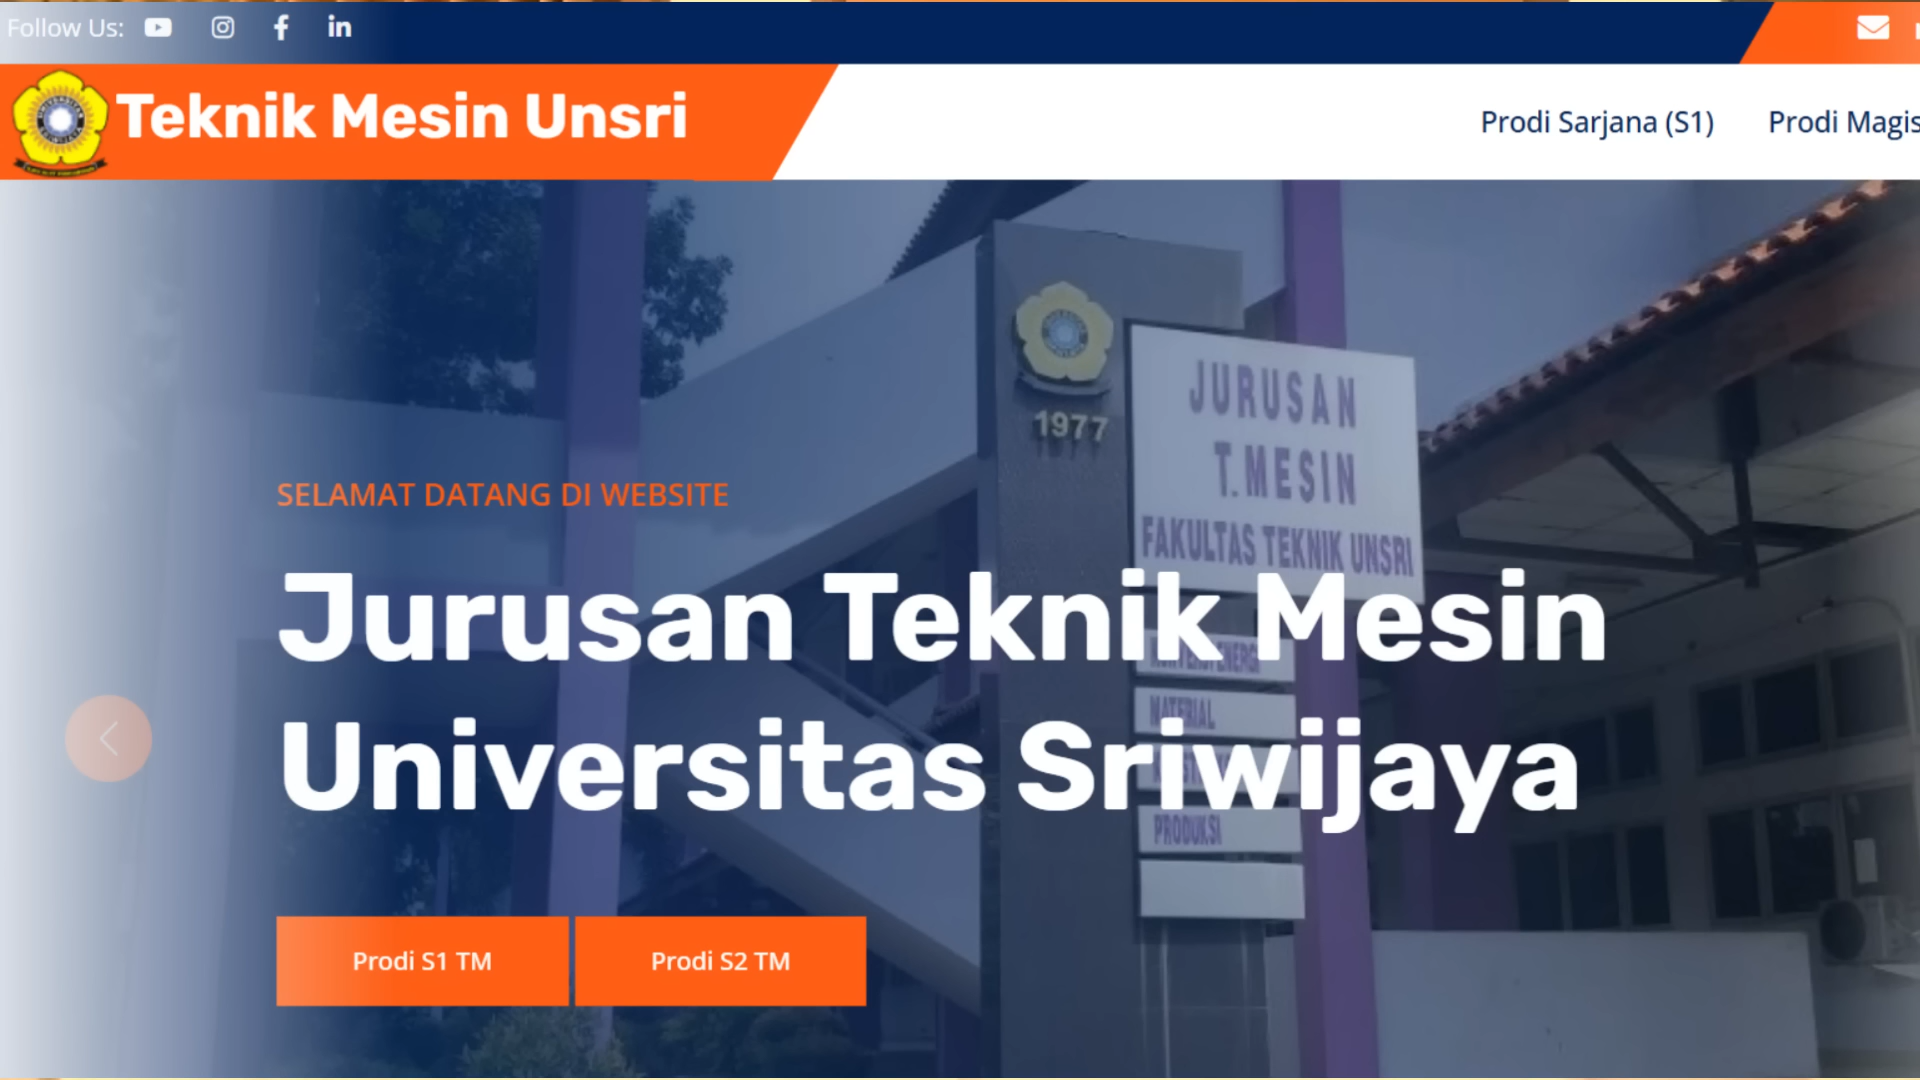 Follow Us:
Teknik Mesin Unsri
Prodi Sarjana (S1)
Prodi Magis
1977
JURUSAN
T. MESIN
FAKULTAS TEKNIK UNSRI
SELAMAT DATANG DI WEBSITE
Jurusan Teknik Mesin
Universitas Sriwijaya
MATERIAL
PRODUKSI
Prodi S1 TM
Prodi S2 TM